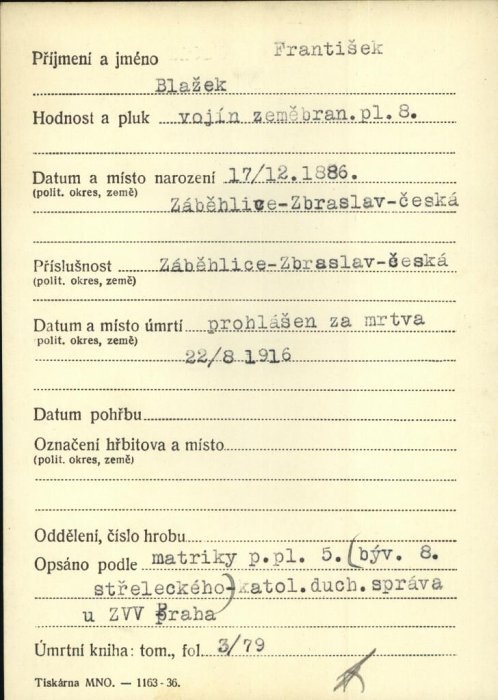 František
Příjmení a jméno
Blažek
Hodnost a pluk vojín zeměbran.pl.8.
Datum a místo narození 17/12.1886.
(polit. okres, země)
Záběhlice-Zbraslav-česká
Příslušnost Záběhlice-Zbraslav-česká
(polit. okres, země)
Datum a místo úmrtí prohlášen za mrtva
(polit. okres, země)
22/8 1916
Datum pohřbu
Označení hřbitova a místo
(polit. okres, země)
Oddělení, číslo hrobu
Opsáno podle matriky p.pl. 5. (býv. 8.
střeleckého) katol.duch.správa
u ZVV Praha
Úmrtní kniha: tom., fol. 3/79
Tiskárna MNO. — 1163-36.